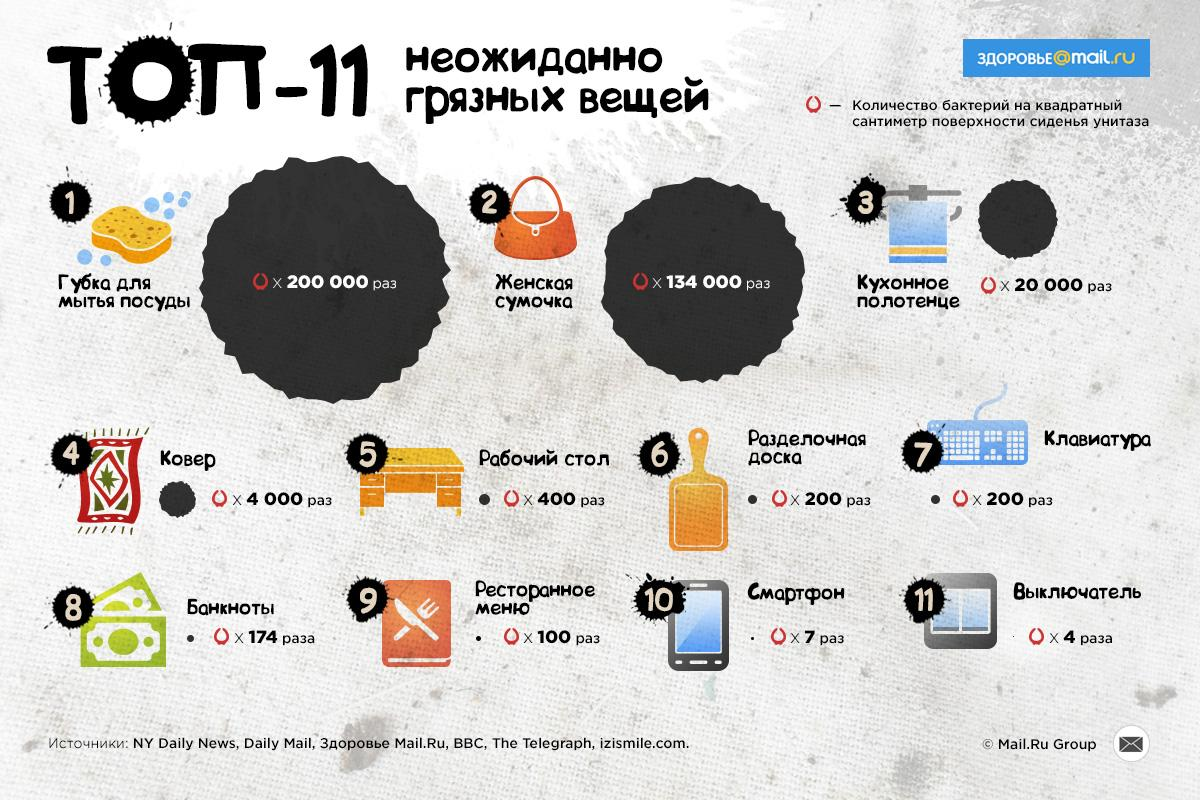 ТОП-11
неожиданно
грязных вещей
ЗДОРОВЬЕ@mail.ru
— Количество бактерий на квадратный
сантиметр поверхности сиденья унитаза
1
Губка для
мытья посуды
X 200 000 раз
2
Женская
сумочка
X 134 000 раз
3
Кухонное
полотенце
X 20 000 раз
4
Ковер
X 4 000 раз
5
Рабочий стол
X 400 раз
6
Разделочная
доска
X 200 раз
7
Клавиатура
X 200 раз
8
Банкноты
X 174 раза
9
Ресторанное
меню
X 100 раз
10
Смартфон
X 7 раз
11
Выключатель
X 4 раза
Источники: NY Daily News, Daily Mail, Здоровье Mail.Ru, BBC, The Telegraph, izismile.com.
© Mail.Ru Group